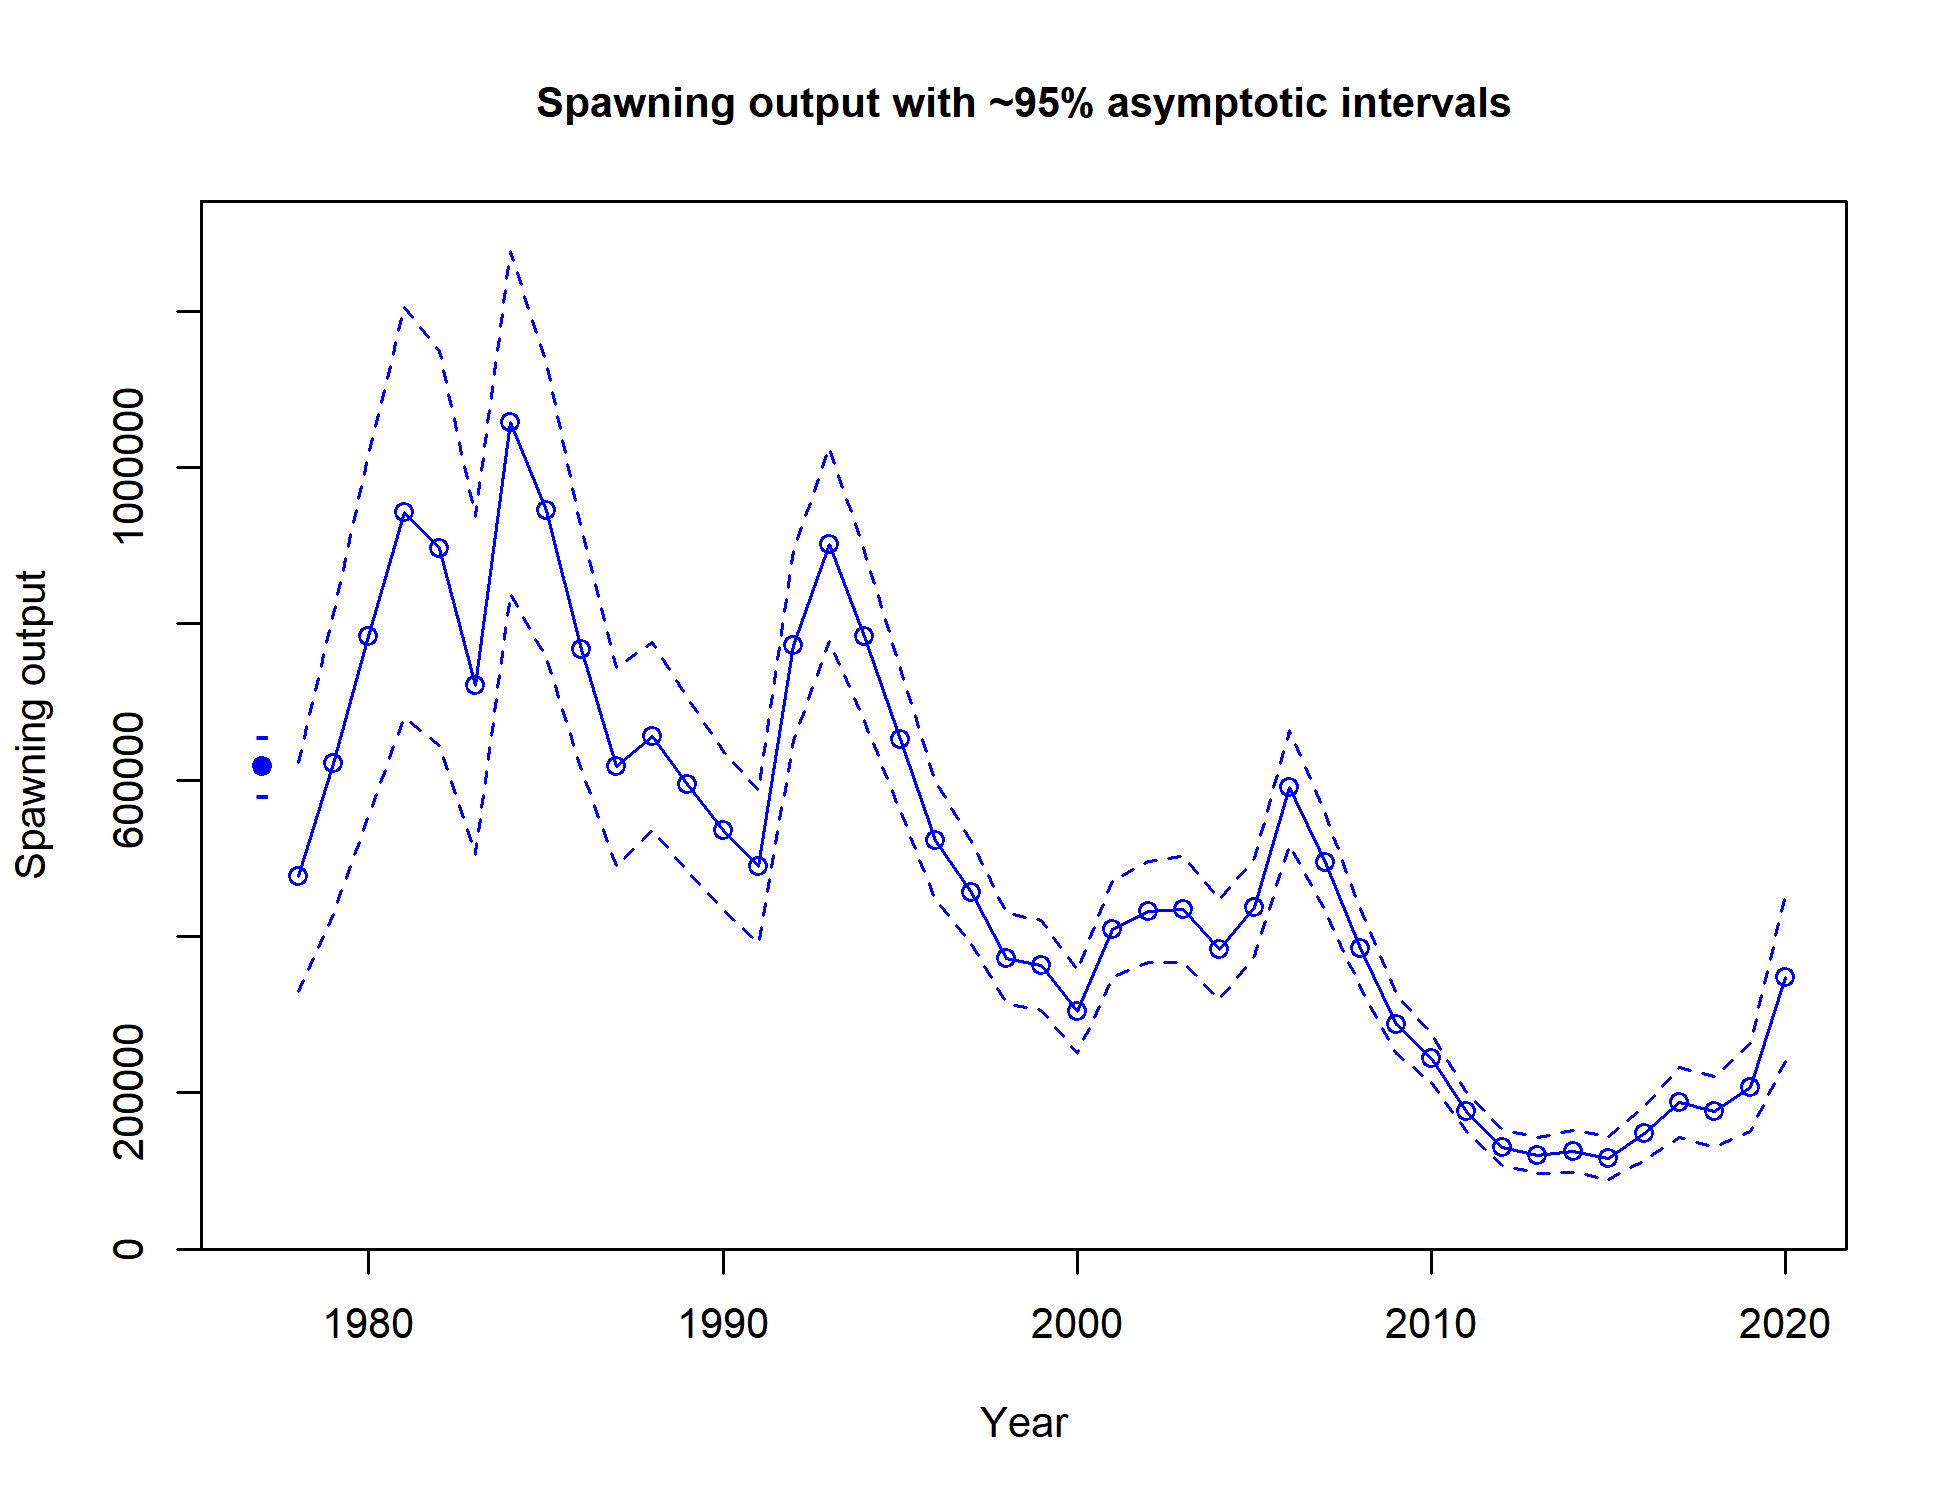 Spawning output with ~95% asymptotic intervals
Spawning output
1000000
600000
200000
0
1980 1990 2000 2010 2020
Year